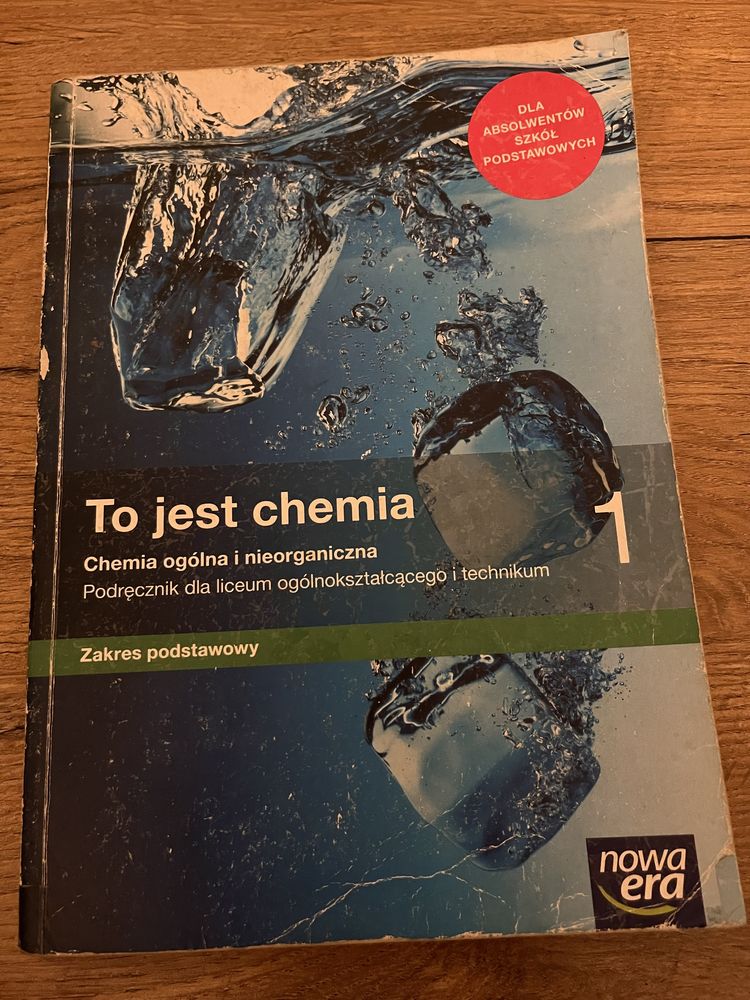 DLA
ABSOLWENTÓW
SZKÓŁ
PODSTAWOWYCH
To jest chemia
1
Chemia ogólna i nieorganiczna
Podręcznik dla liceum ogólnokształcącego i technikum
Zakres podstawowy
nowa
era